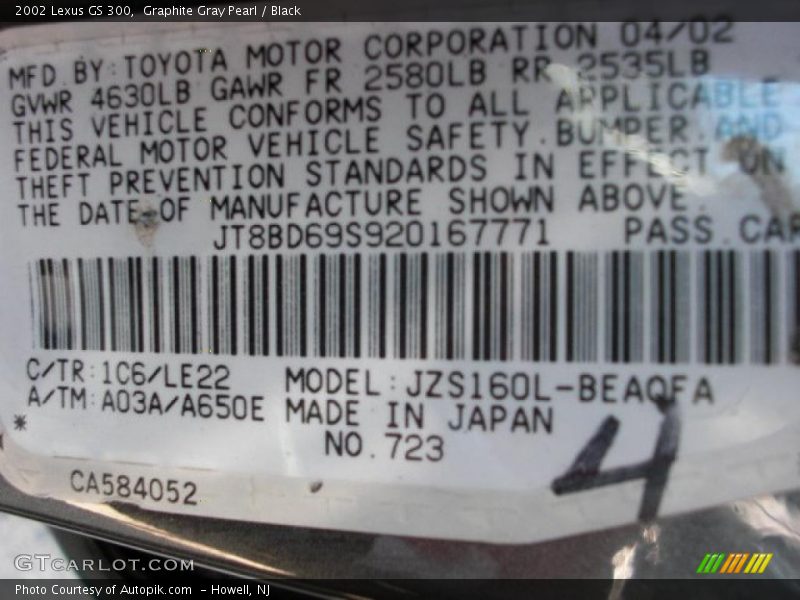 2002 Lexus GS 300, Graphite Gray Pearl / Black
MFD.BY:TOYOTA MOTOR CORPORATION 04/02
GVWR 4630LB GAWR FR 2580LB RR 2535LB
THIS VEHICLE CONFORMS TO ALL APPLICABLE
FEDERAL MOTOR VEHICLE SAFETY.BUMPER AND
THEFT PREVENTION STANDARDS IN EFFECT ON
THE DATE OF MANUFACTURE SHOWN ABOVE.
JT8BD69S920167771 PASS.CAR
C/TR:1C6/LE22 MODEL:JZS160L-BEAQFA
A/TM:A03A/A650E MADE IN JAPAN
* NO.723
4
CA584052
GTCARLOT.COM
Photo Courtesy of Autopik.com - Howell, NJ